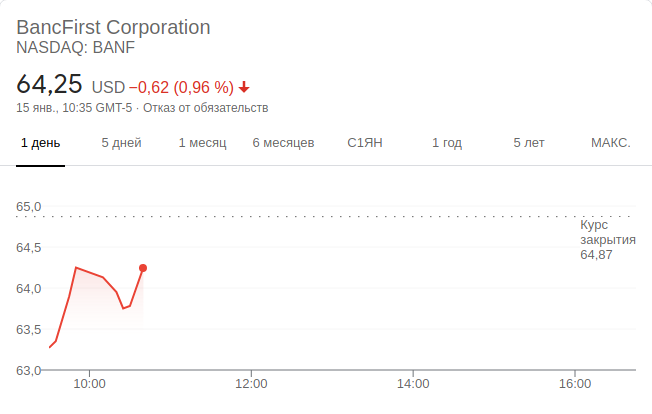 BancFirst Corporation
NASDAQ: BANF
64,25 USD −0,62 (0,96 %)
15 янв., 10:35 GMT-5 · Отказ от обязательств
1 день 5 дней 1 месяц 6 месяцев С1ЯН 1 год 5 лет МАКС.
65,0
Курс
закрытия
64,87
64,5
64,0
63,5
63,0
10:00 12:00 14:00 16:00